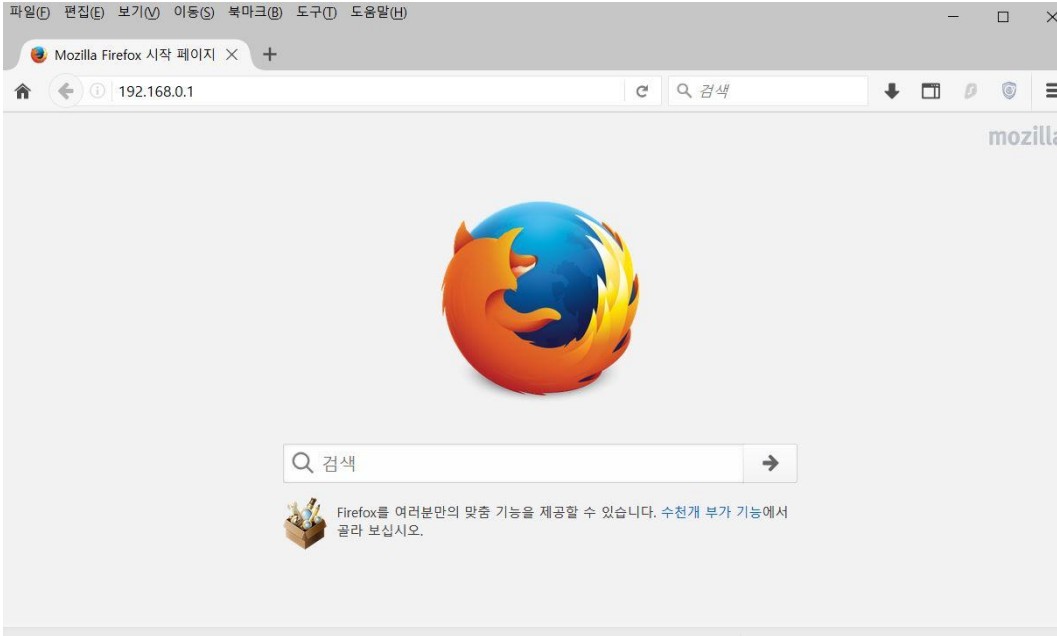 파일(F) 편집(E) 보기(V) 이동(S) 북마크(B) 도구(T) 도움말(H)
Mozilla Firefox 시작 페이지
192.168.0.1 검색
mozilla
검색
Firefox를 여러분만의 맞춤 기능을 제공할 수 있습니다. 수천개 부가 기능에서
골라 보십시오.